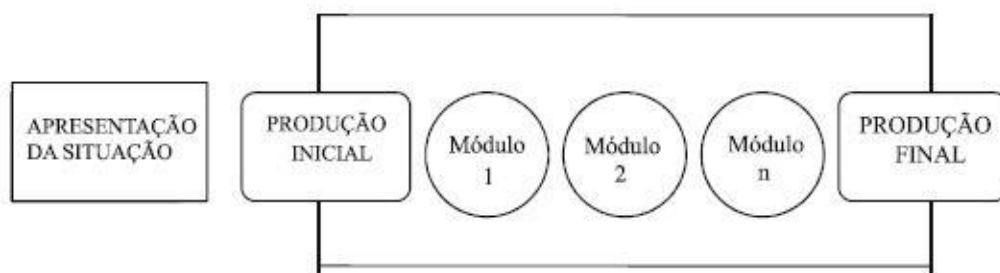 APRESENTAÇÃO
DA SITUAÇÃO
PRODUÇÃO
INICIAL
Módulo
1
Módulo
2
Módulo
n
PRODUÇÃO
FINAL